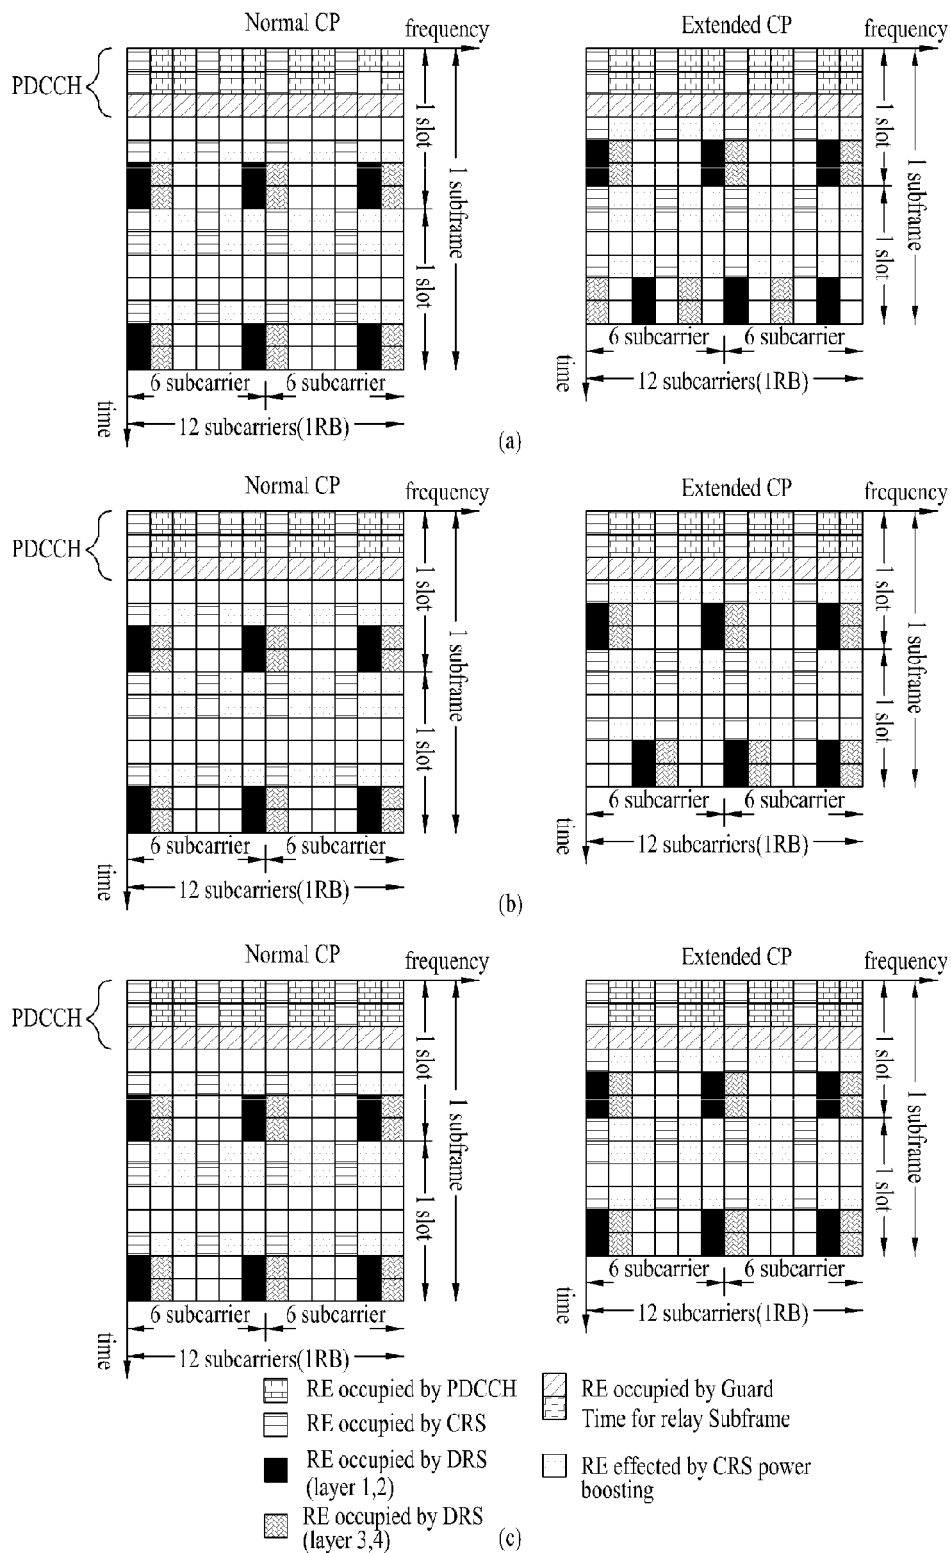 Normal CP
frequency
Extended CP
frequency
PDCCH
1 slot
1 subframe
1 slot
1 slot
1 subframe
1 slot
6 subcarrier
6 subcarrier
12 subcarriers(1RB)
time
6 subcarrier
6 subcarrier
12 subcarriers(1RB)
time
(a)
Normal CP
frequency
Extended CP
frequency
PDCCH
1 slot
1 subframe
1 slot
1 slot
1 subframe
1 slot
6 subcarrier
6 subcarrier
12 subcarriers(1RB)
time
6 subcarrier
6 subcarrier
12 subcarriers(1RB)
time
(b)
Normal CP
frequency
Extended CP
frequency
PDCCH
1 slot
1 subframe
1 slot
1 slot
1 subframe
1 slot
6 subcarrier
6 subcarrier
12 subcarriers(1RB)
time
6 subcarrier
6 subcarrier
12 subcarriers(1RB)
time
RE occupied by PDCCH
RE occupied by CRS
RE occupied by DRS
(layer 1,2)
RE occupied by DRS
(layer 3,4)
RE occupied by Guard
Time for relay Subframe
RE effected by CRS power
boosting
(c)